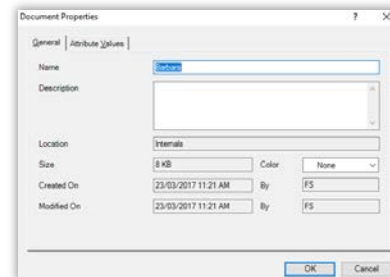 Document Properties ? X
General Attribute Values
Name Barbara
Description
Location Internals
Size 8 KB Color None
Created On 23/03/2017 11:21 AM By FS
Modified On 23/03/2017 11:21 AM By FS
OK Cancel